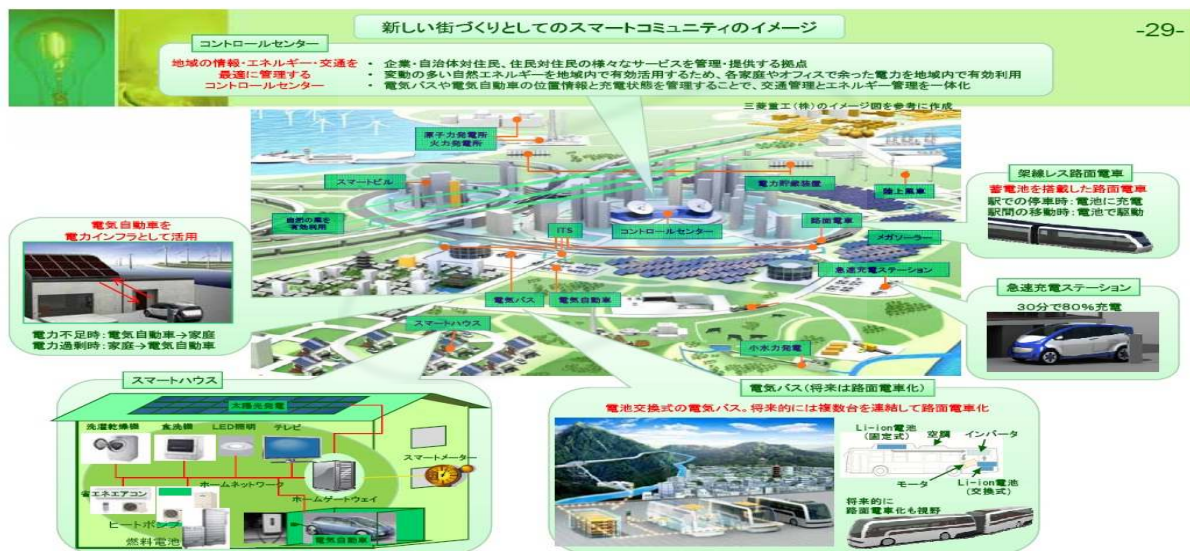 新しい街づくりとしてのスマートコミュニティのイメージ
-29-
コントロールセンター
地域の情報・エネルギー・交通を
最適に管理する
コントロールセンター
・ 企業・自治体対住民、住民対住民の様々なサービスを管理・提供する拠点
・ 変動の多い自然エネルギーを地域内で有効活用するため、各家庭やオフィスで余った電力を地域内で有効利用
・ 電気バスや電気自動車の位置情報と充電状態を管理することで、交通管理とエネルギー管理を一体化
三菱重工(株)のイメージ図を参考に作成
原子力発電所
火力発電所
スマートビル
電力貯蔵装置
陸上風車
自然の風を
有効利用
ITS
コントロールセンター
路面電車
メガソーラー
急速充電ステーション
電気バス
電気自動車
スマートハウス
小水力発電
電気自動車を
電力インフラとして活用
電力不足時:電気自動車→家庭
電力過剰時:家庭→電気自動車
架線レス路面電車
蓄電池を搭載した路面電車
駅での停車時:電池に充電
駅間の移動時:電池で駆動
急速充電ステーション
30分で80%充電
スマートハウス
太陽光発電
洗濯乾燥機
食洗機
LED照明
テレビ
スマートメーター
ホームネットワーク
ホームゲートウェイ
省エネエアコン
ヒートポンプ
燃料電池
電気自動車
電気バス(将来は路面電車化)
電池交換式の電気バス。将来的には複数台を連結して路面電車化
Li-ion電池
(固定式)
空調
インバータ
モータ
Li-ion電池
(交換式)
将来的に
路面電車化も視野